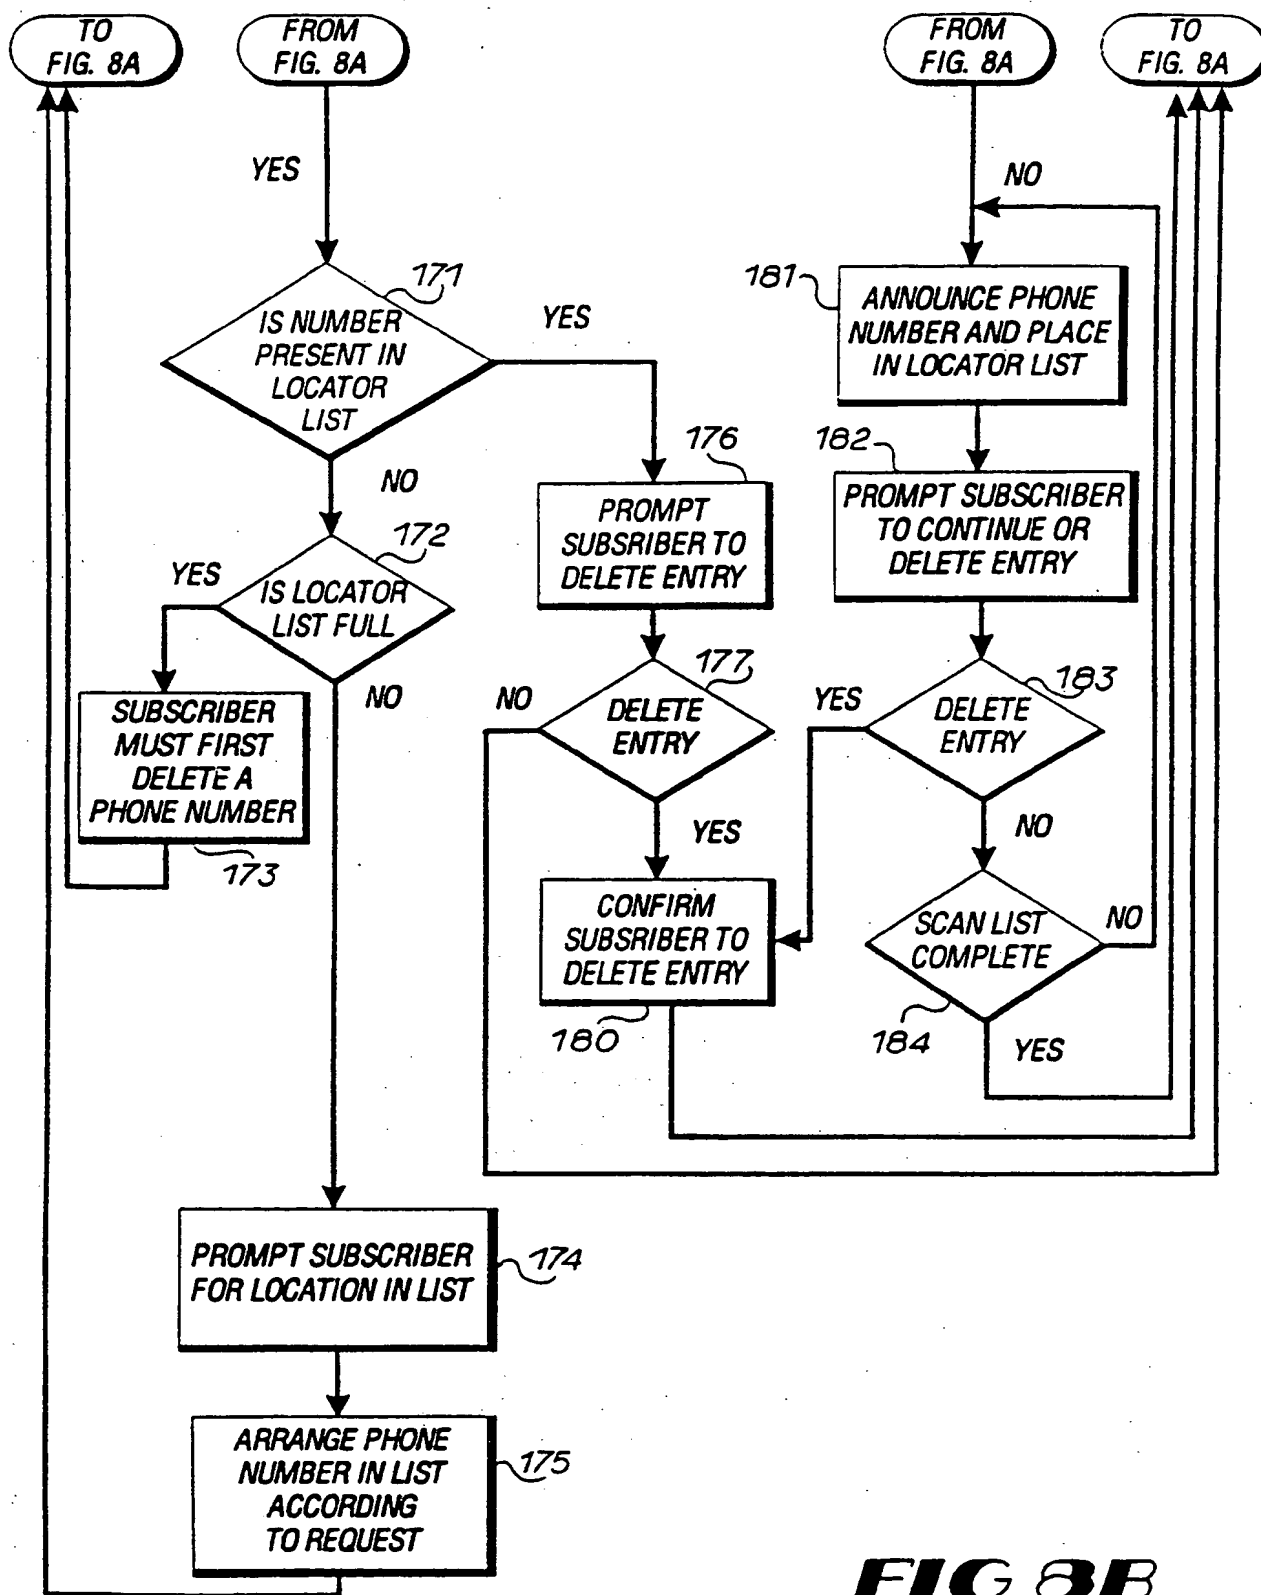 TO
FIG. 8A
FROM
FIG. 8A
FROM
FIG. 8A
TO
FIG. 8A
YES
NO
171
IS NUMBER
PRESENT IN
LOCATOR
LIST
YES
NO
172
IS LOCATOR
LIST FULL
YES
NO
SUBSCRIBER
MUST FIRST
DELETE A
PHONE NUMBER
173
PROMPT SUBSCRIBER
FOR LOCATION IN LIST
174
ARRANGE PHONE
NUMBER IN LIST
ACCORDING
TO REQUEST
175
176
PROMPT
SUBSRIBER TO
DELETE ENTRY
177
NO
DELETE
ENTRY
YES
CONFIRM
SUBSRIBER TO
DELETE ENTRY
180
181
ANNOUNCE PHONE
NUMBER AND PLACE
IN LOCATOR LIST
182
PROMPT SUBSCRIBER
TO CONTINUE OR
DELETE ENTRY
183
YES
DELETE
ENTRY
NO
SCAN LIST
COMPLETE
NO
184
YES
FIG 8B